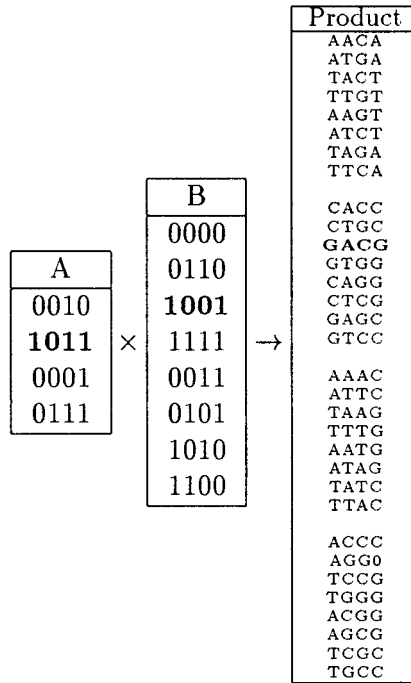 A
0010
1011
0001
0111
×
B
0000
0110
1001
1111
0011
0101
1010
1100
→
Product
AACA
ATGA
TACT
TTGT
AAGT
ATCT
TAGA
TTCA
CACC
CTGC
GACG
GTGG
CAGG
CTCG
GAGC
GTCC
AAAC
ATTC
TAAG
TTTG
AATG
ATAG
TATC
TTAC
ACCC
AGG0
TCCG
TGGG
ACGG
AGCG
TCGC
TGCC